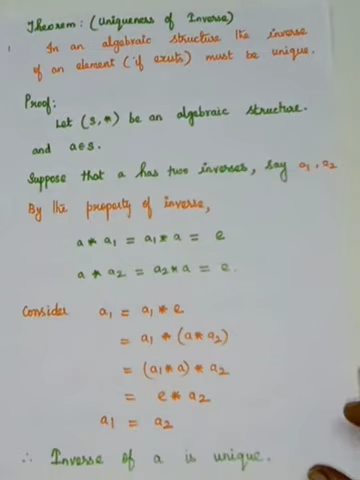 Theorem: (Uniqueness of Inverse)
In an algebraic structure the inverse
of an element (if exists) must be unique.
Proof:
Let (S, *) be an algebraic structure.
and a∈S.
Suppose that a has two inverses, say a₁, a₂
By the property of inverse,
a * a₁ = a₁ * a = e
a * a₂ = a₂ * a = e.
Consider a₁ = a₁ * e
= a₁ * (a * a₂)
= (a₁ * a) * a₂
= e * a₂
a₁ = a₂
∴ Inverse of a is unique.